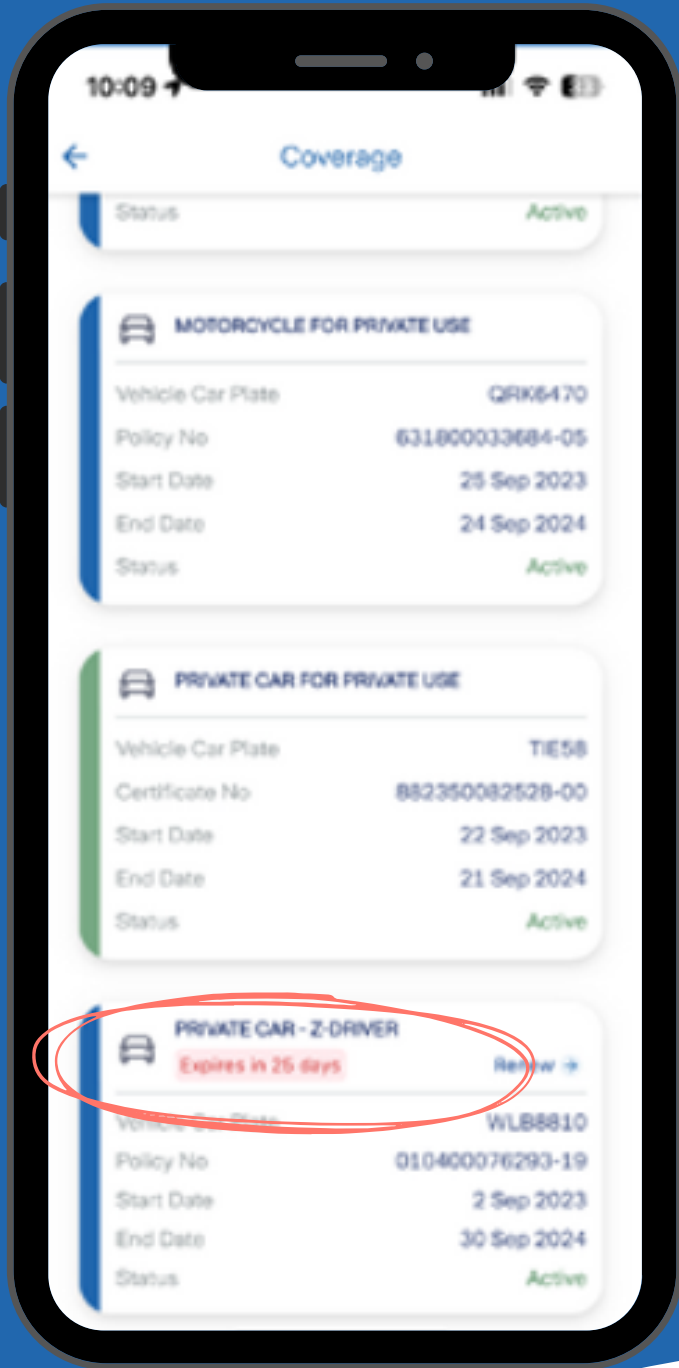 10:09
Coverage
Status Active
MOTORCYCLE FOR PRIVATE USE
Vehicle Car Plate QRK6470
Policy No 631800033684-05
Start Date 25 Sep 2023
End Date 24 Sep 2024
Status Active
PRIVATE CAR FOR PRIVATE USE
Vehicle Car Plate TIE58
Certificate No 882350082528-00
Start Date 22 Sep 2023
End Date 21 Sep 2024
Status Active
PRIVATE CAR - Z-DRIVER
Expires in 25 days Renew →
Vehicle Car Plate WLB8810
Policy No 010400076293-19
Start Date 2 Sep 2023
End Date 30 Sep 2024
Status Active